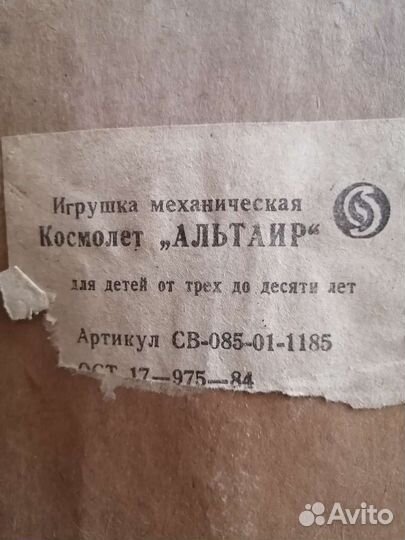 Игрушка механическая
Космолет „АЛЬТАИР“
для детей от трех до десяти лет
Артикул СВ-085-01-1185
ОСТ 17—975—84
Avito